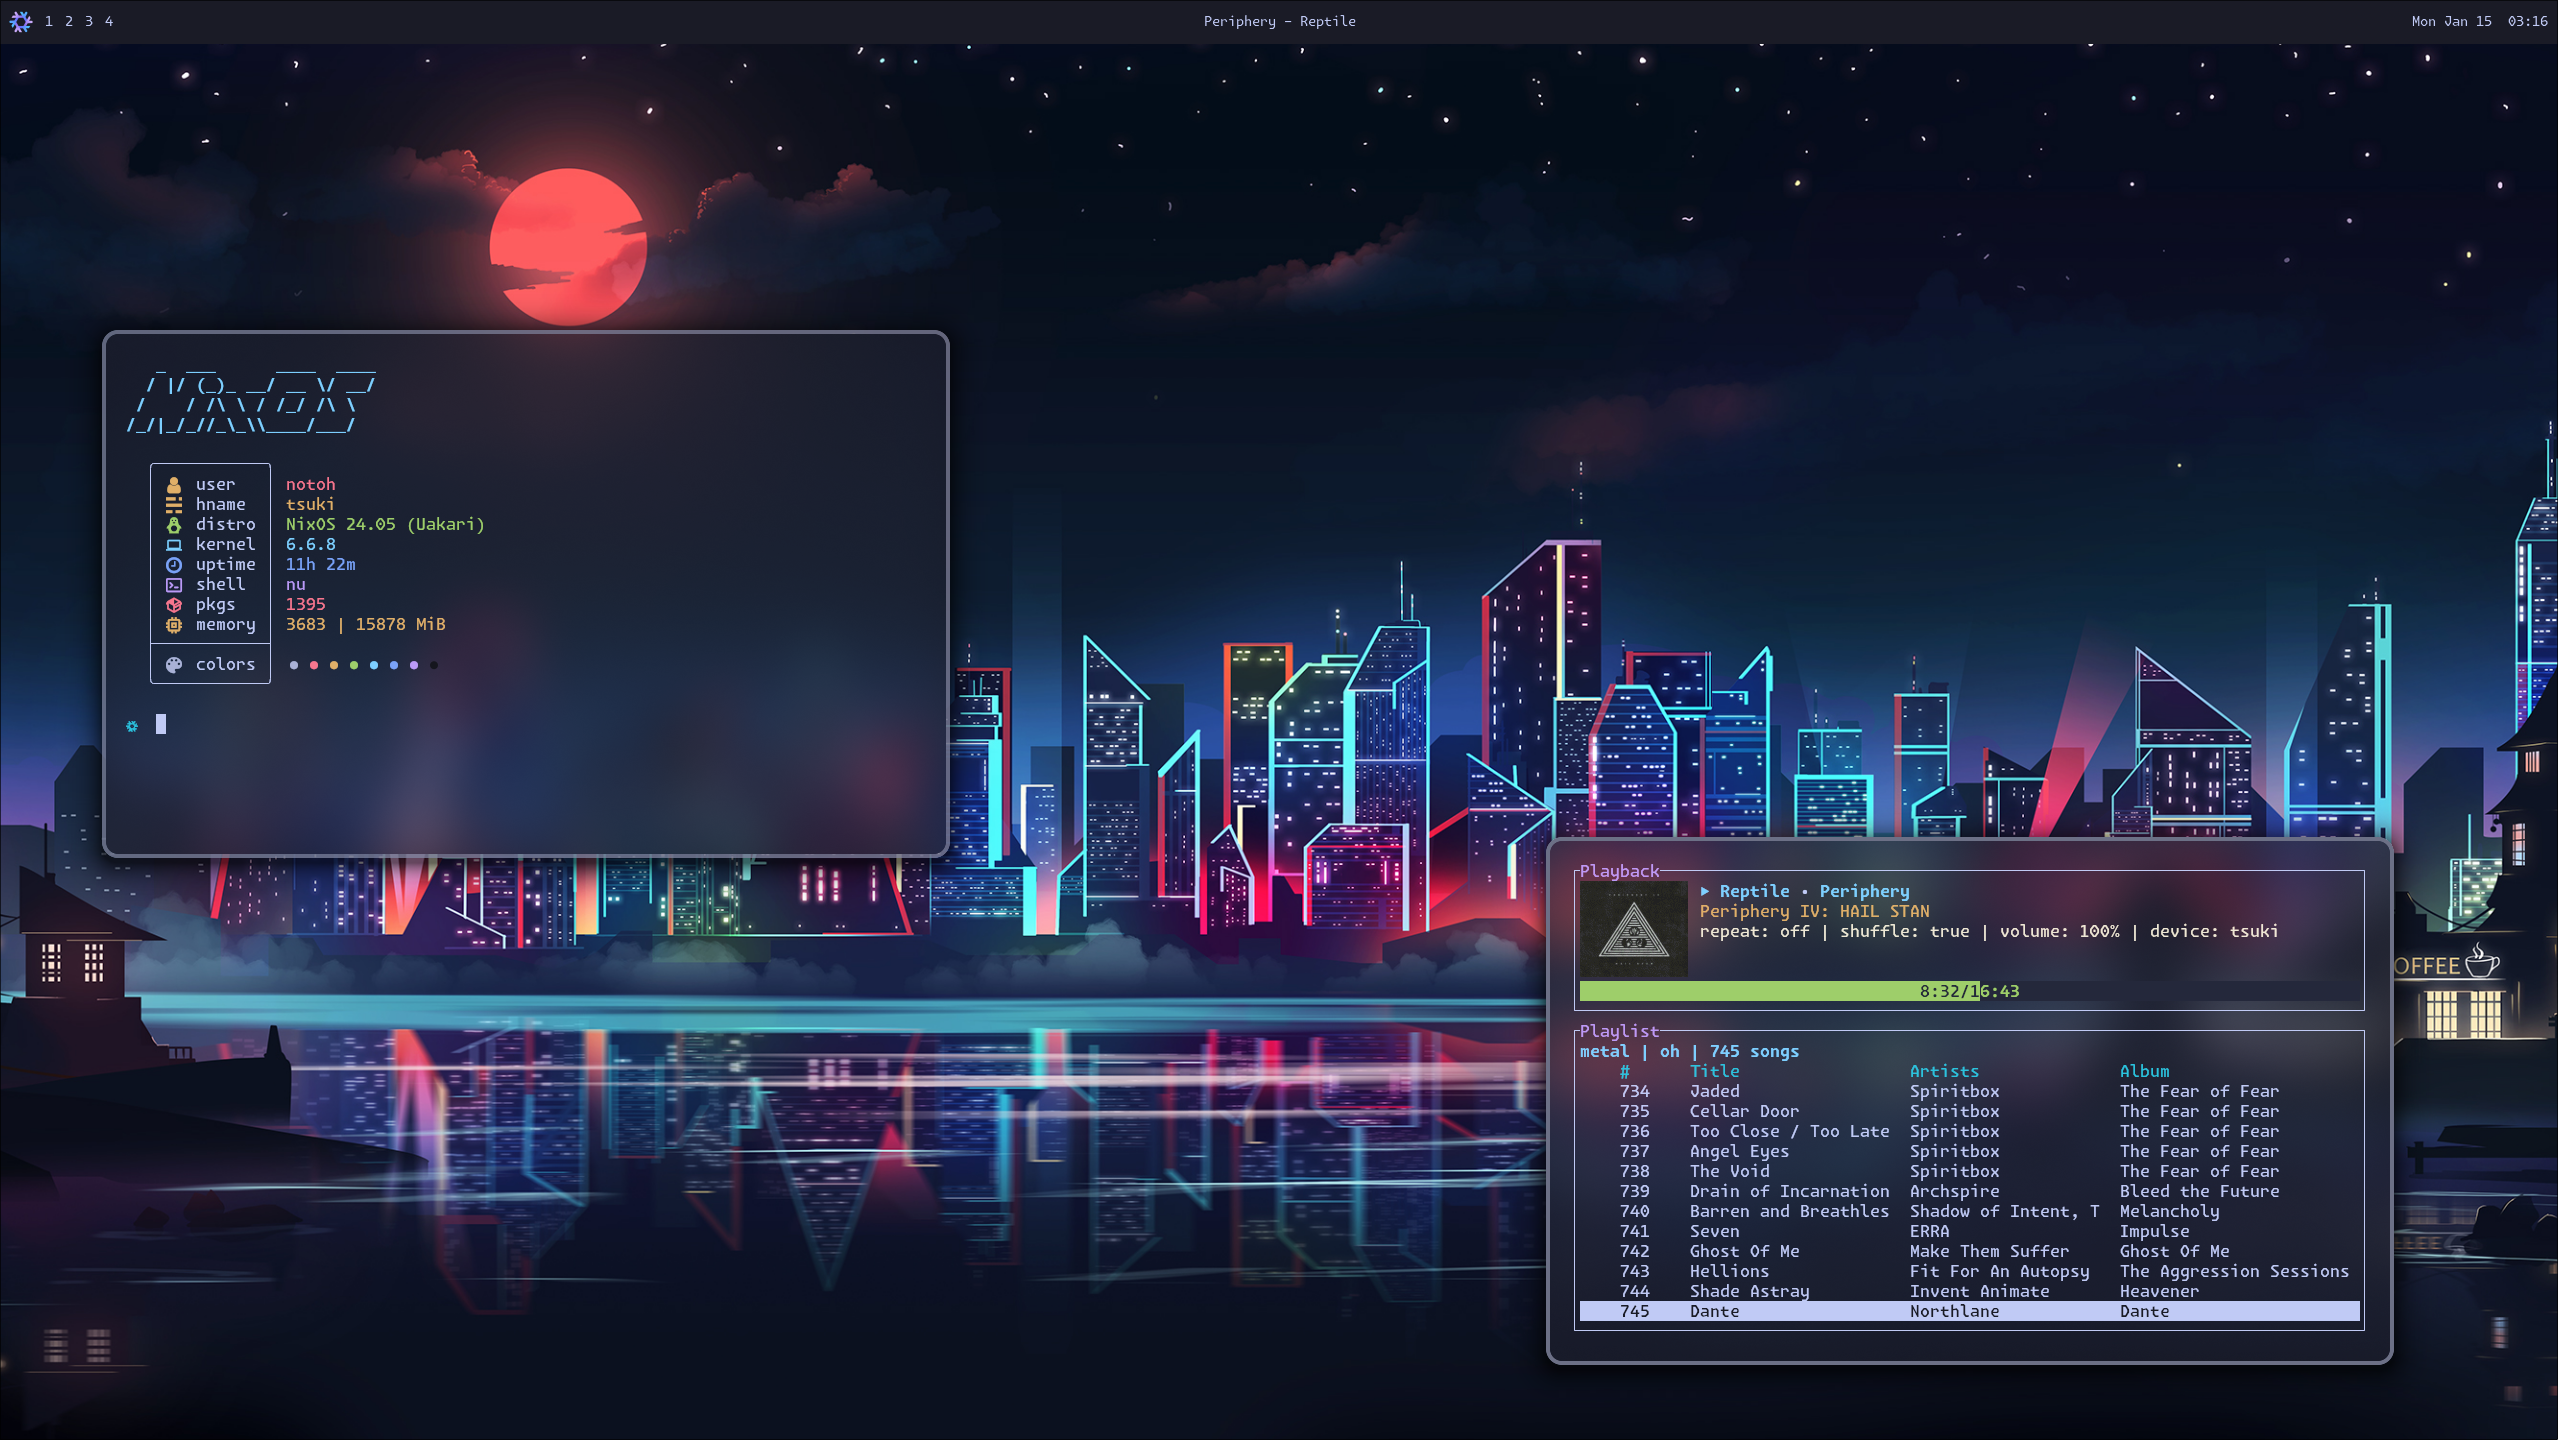 1 2 3 4
Periphery – Reptile
Mon Jan 15 03:16
user notoh
hname tsuki
distro NixOS 24.05 (Uakari)
kernel 6.6.8
uptime 11h 22m
shell nu
pkgs 1395
memory 3683 | 15878 MiB
colors
Playback
▶ Reptile • Periphery
Periphery IV: HAIL STAN
repeat: off | shuffle: true | volume: 100% | device: tsuki
8:32/16:43
Playlist
metal | oh | 745 songs
# Title Artists Album
734 Jaded Spiritbox The Fear of Fear
735 Cellar Door Spiritbox The Fear of Fear
736 Too Close / Too Late Spiritbox The Fear of Fear
737 Angel Eyes Spiritbox The Fear of Fear
738 The Void Spiritbox The Fear of Fear
739 Drain of Incarnation Archspire Bleed the Future
740 Barren and Breathles Shadow of Intent, T Melancholy
741 Seven ERRA Impulse
742 Ghost Of Me Make Them Suffer Ghost Of Me
743 Hellions Fit For An Autopsy The Aggression Sessions
744 Shade Astray Invent Animate Heavener
745 Dante Northlane Dante
OFFEE